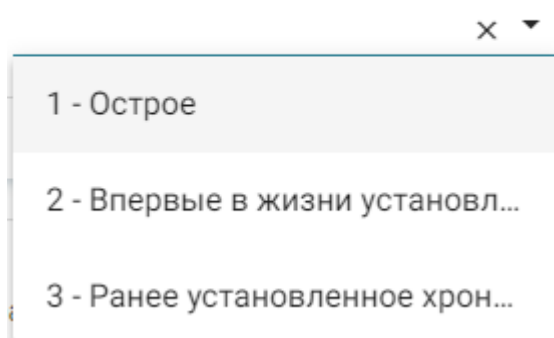 1 - Острое
2 - Впервые в жизни установл...
3 - Ранее установленное хрон...